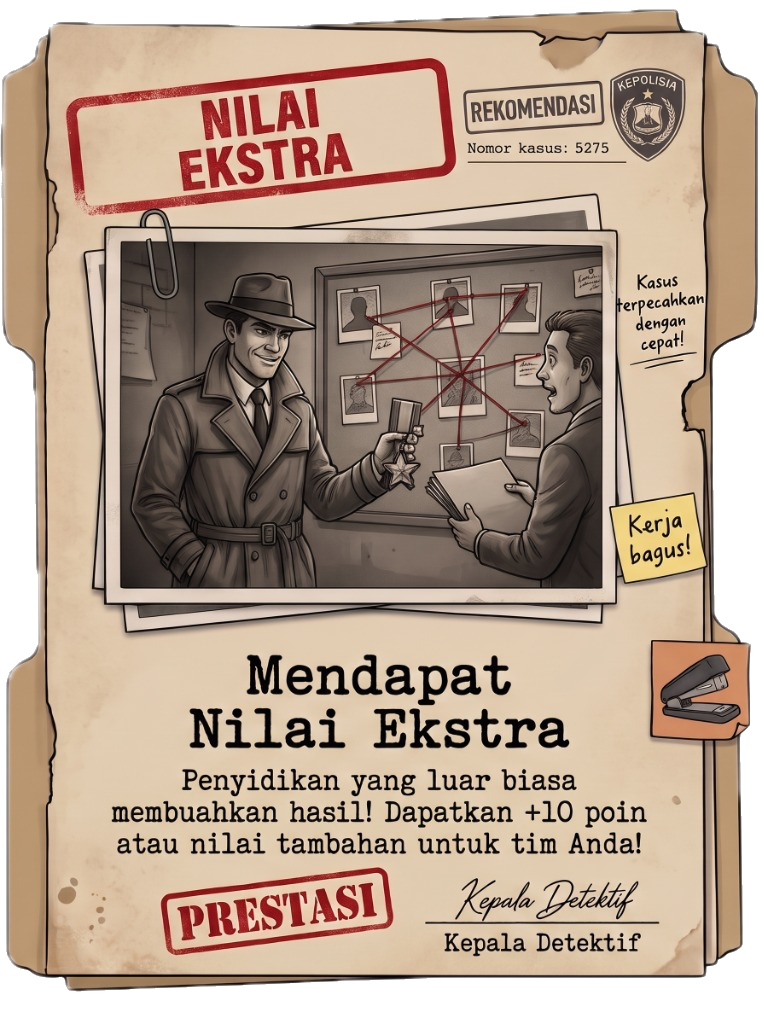 NILAI
EKSTRA
REKOMENDASI
KEPOLISIA
Nomor kasus: 5275
Kasus
terpecahkan
dengan
cepat!
Kerja
bagus!
Mendapat
Nilai Ekstra
Penyidikan yang luar biasa
membuahkan hasil! Dapatkan +10 poin
atau nilai tambahan untuk tim Anda!
PRESTASI
Kepala Detektif
Kepala Detektif